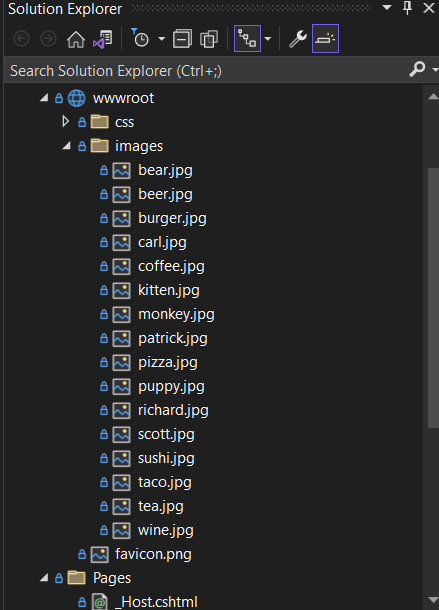 Solution Explorer
Search Solution Explorer (Ctrl+;)
wwwroot
css
images
bear.jpg
beer.jpg
burger.jpg
carl.jpg
coffee.jpg
kitten.jpg
monkey.jpg
patrick.jpg
pizza.jpg
puppy.jpg
richard.jpg
scott.jpg
sushi.jpg
taco.jpg
tea.jpg
wine.jpg
favicon.png
Pages
_Host.cshtml